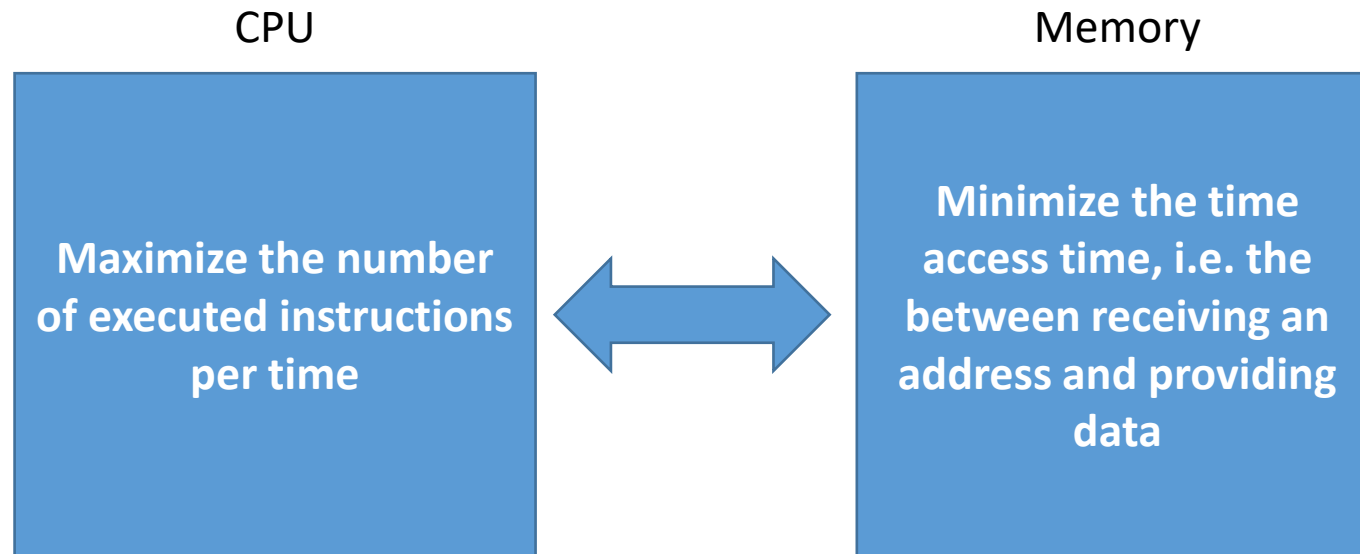 CPU
Maximize the number
of executed instructions
per time
Memory
Minimize the time
access time, i.e. the
between receiving an
address and providing
data